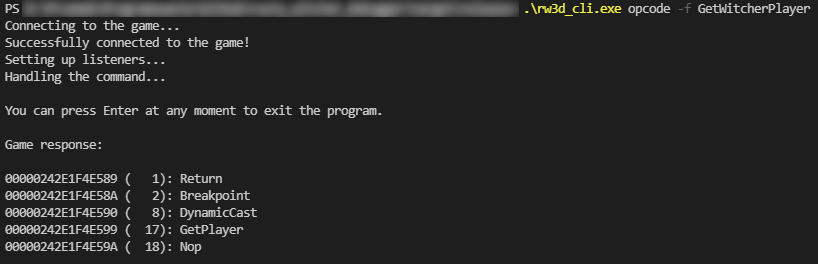 PS .\rw3d_cli.exe opcode -f GetWitcherPlayer
Connecting to the game...
Successfully connected to the game!
Setting up listeners...
Handling the command...
You can press Enter at any moment to exit the program.
Game response:
00000242E1F4E589 (   1): Return
00000242E1F4E58A (   2): Breakpoint
00000242E1F4E590 (   8): DynamicCast
00000242E1F4E599 (  17): GetPlayer
00000242E1F4E59A (  18): Nop